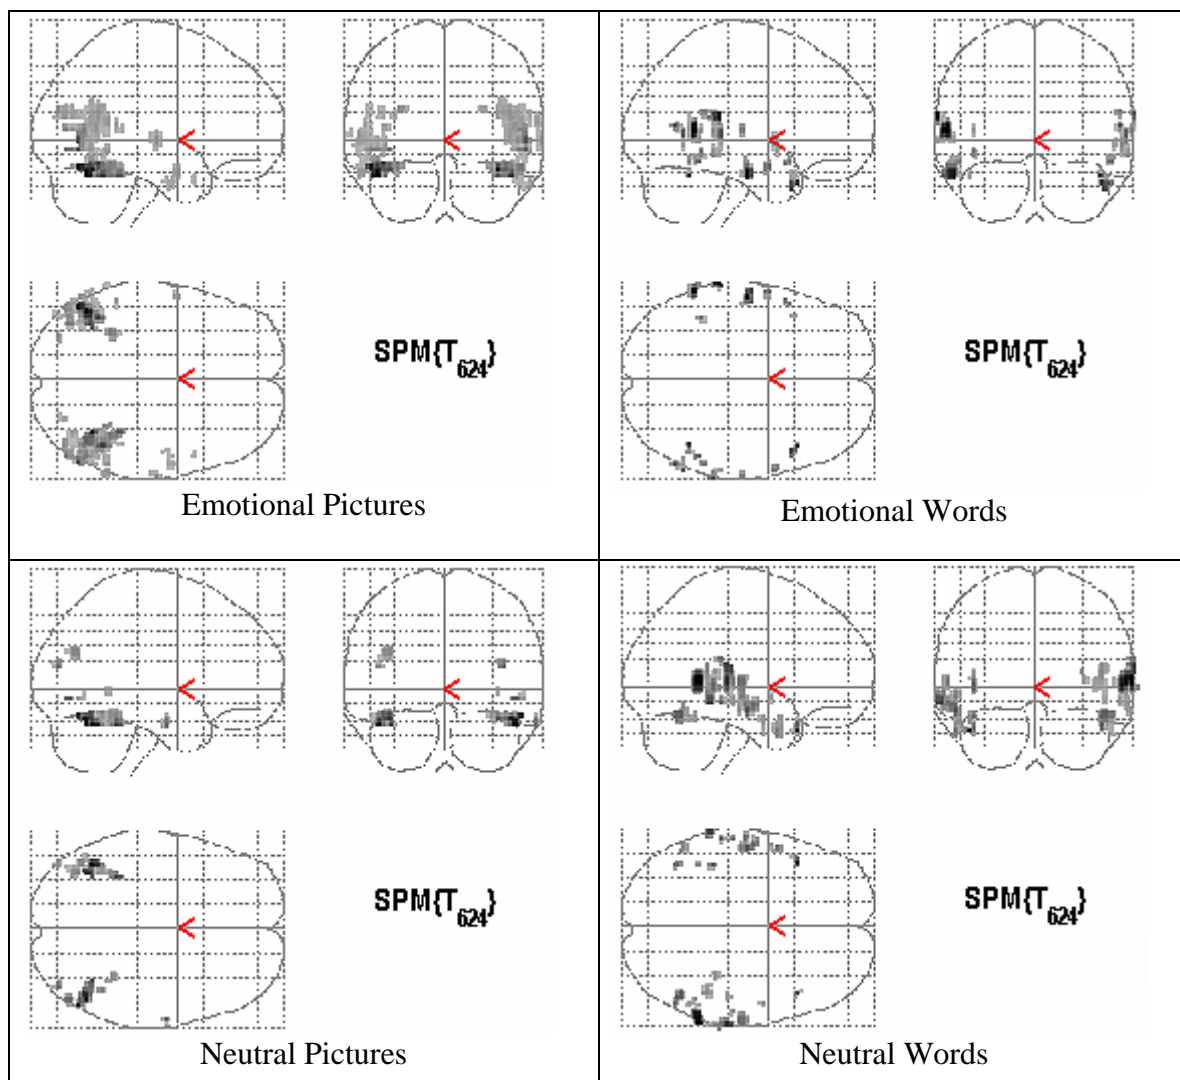 SPM{T624}
Emotional Pictures
SPM{T624}
Emotional Words
SPM{T624}
Neutral Pictures
SPM{T624}
Neutral Words